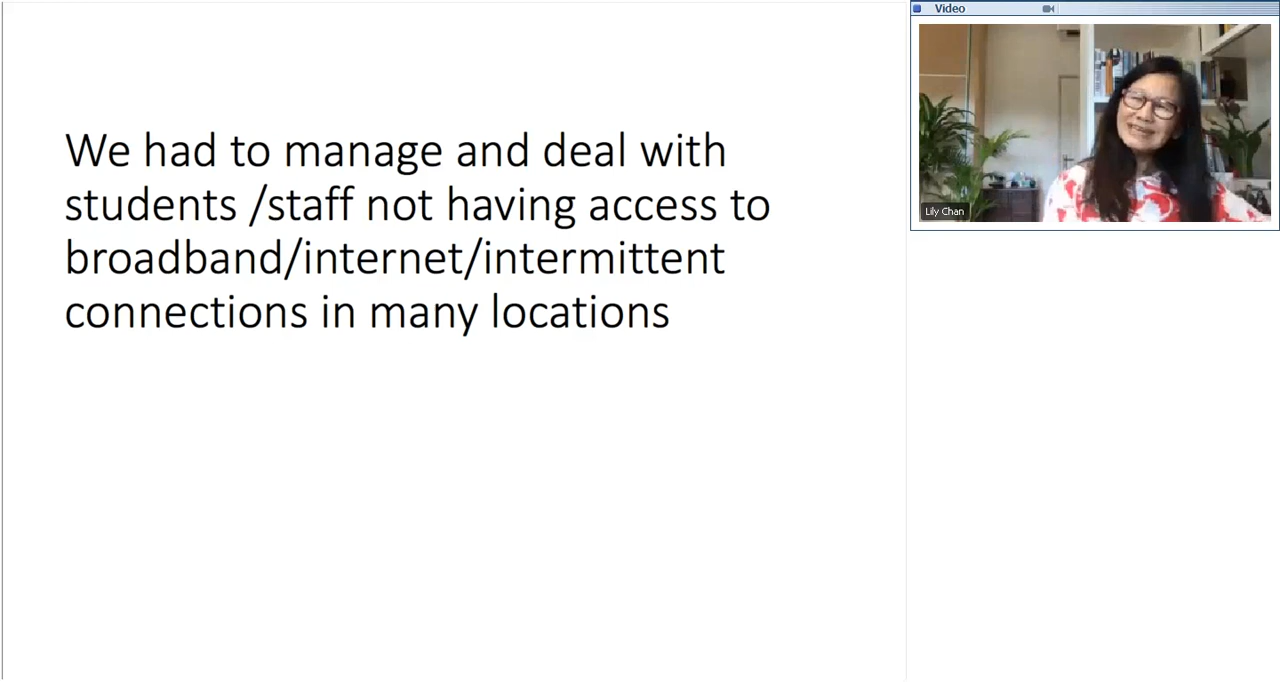 We had to manage and deal with
students /staff not having access to
broadband/internet/intermittent
connections in many locations
Video
Lily Chan